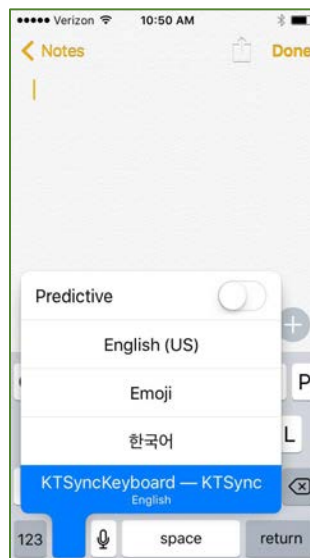 Verizon 10:50 AM
Notes Done
Predictive
English (US)
Emoji
한국어
KTSyncKeyboard — KTSync
English
P
L
123 space return